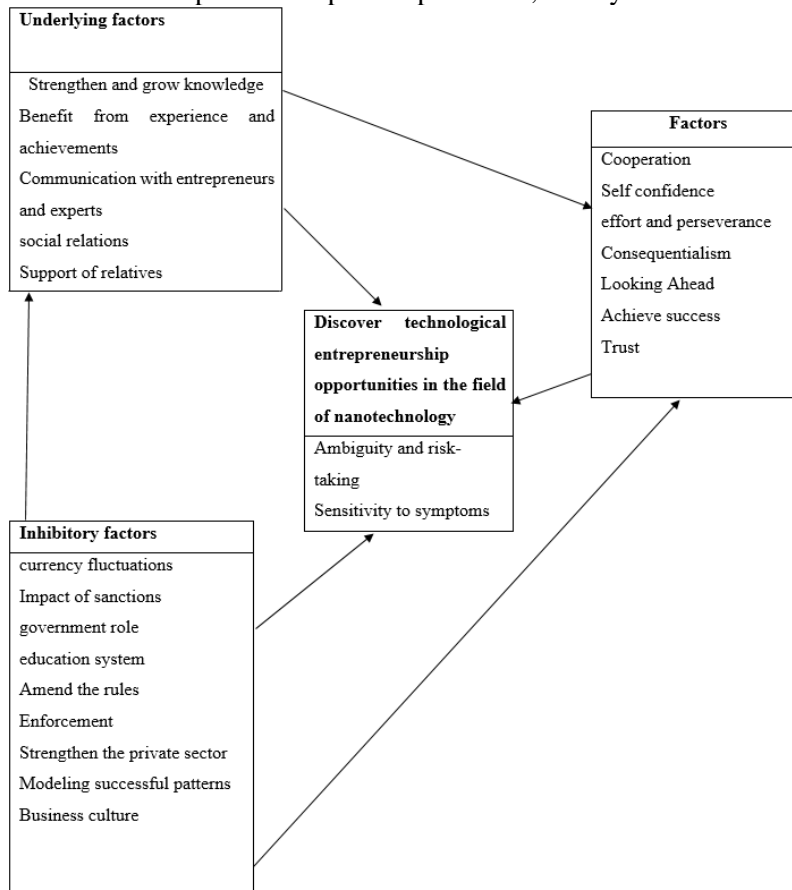 Underlying factors
Strengthen and grow knowledge
Benefit from experience and
achievements
Communication with entrepreneurs
and experts
social relations
Support of relatives
Factors
Cooperation
Self confidence
effort and perseverance
Consequentialism
Looking Ahead
Achieve success
Trust
Discover technological
entrepreneurship
opportunities in the field
of nanotechnology
Ambiguity and risk-
taking
Sensitivity to symptoms
Inhibitory factors
currency fluctuations
Impact of sanctions
government role
education system
Amend the rules
Enforcement
Strengthen the private sector
Modeling successful patterns
Business culture